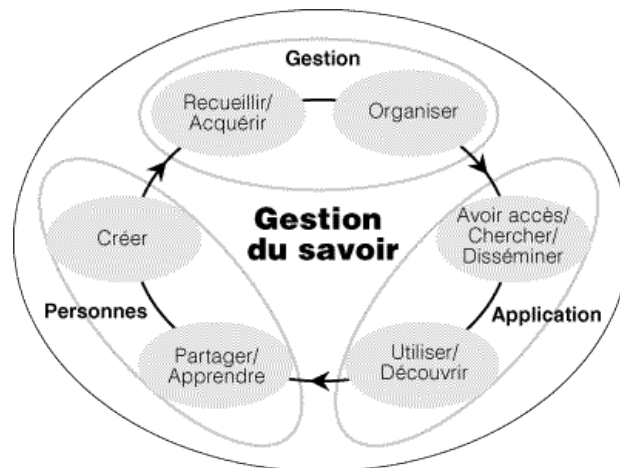 Gestion
Recueillir/
Acquérir
Organiser
Créer
Gestion
du savoir
Avoir accès/
Chercher/
Disséminer
Personnes
Application
Partager/
Apprendre
Utiliser/
Découvrir